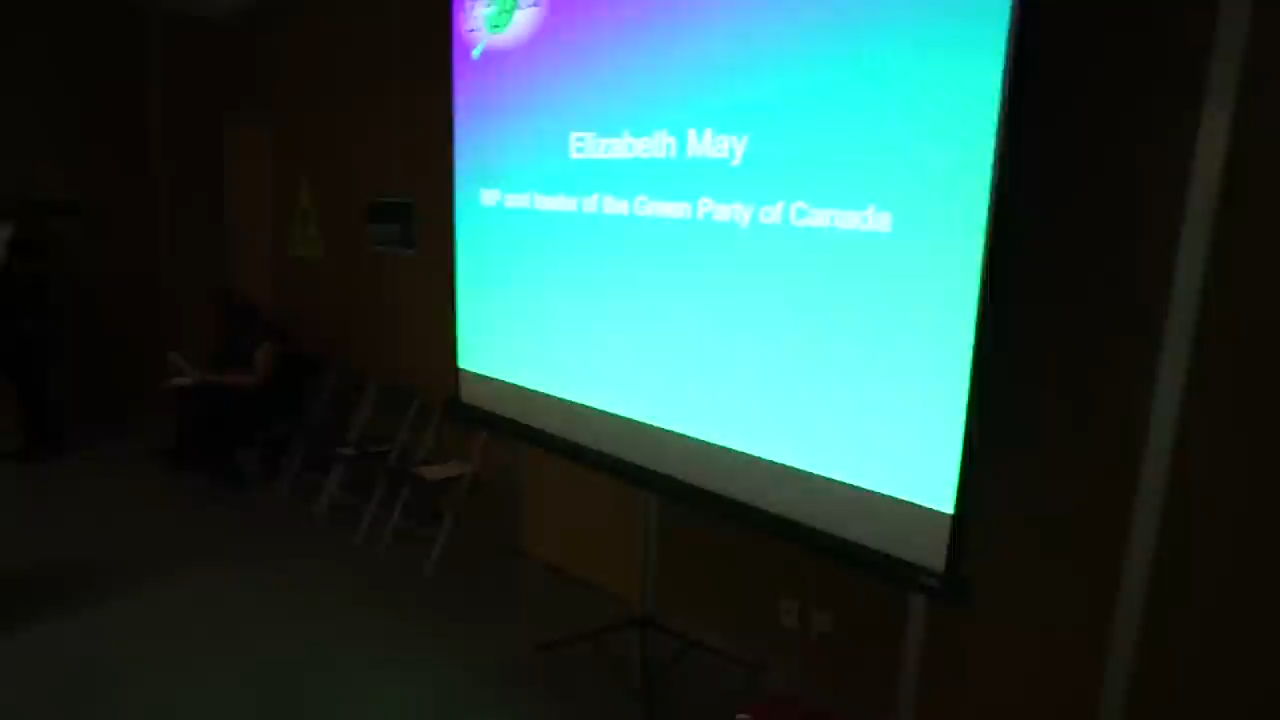 Elizabeth May
MP and leader of the Green Party of Canada